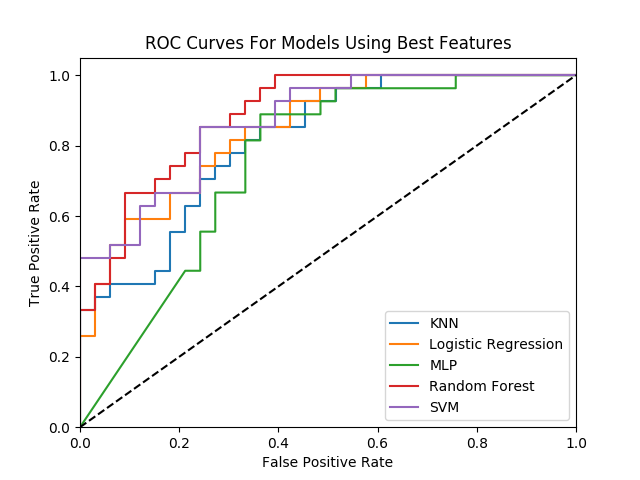 ROC Curves For Models Using Best Features
1.0
0.8
0.6
0.4
0.2
0.0
True Positive Rate
KNN
Logistic Regression
MLP
Random Forest
SVM
0.0 0.2 0.4 0.6 0.8 1.0
False Positive Rate